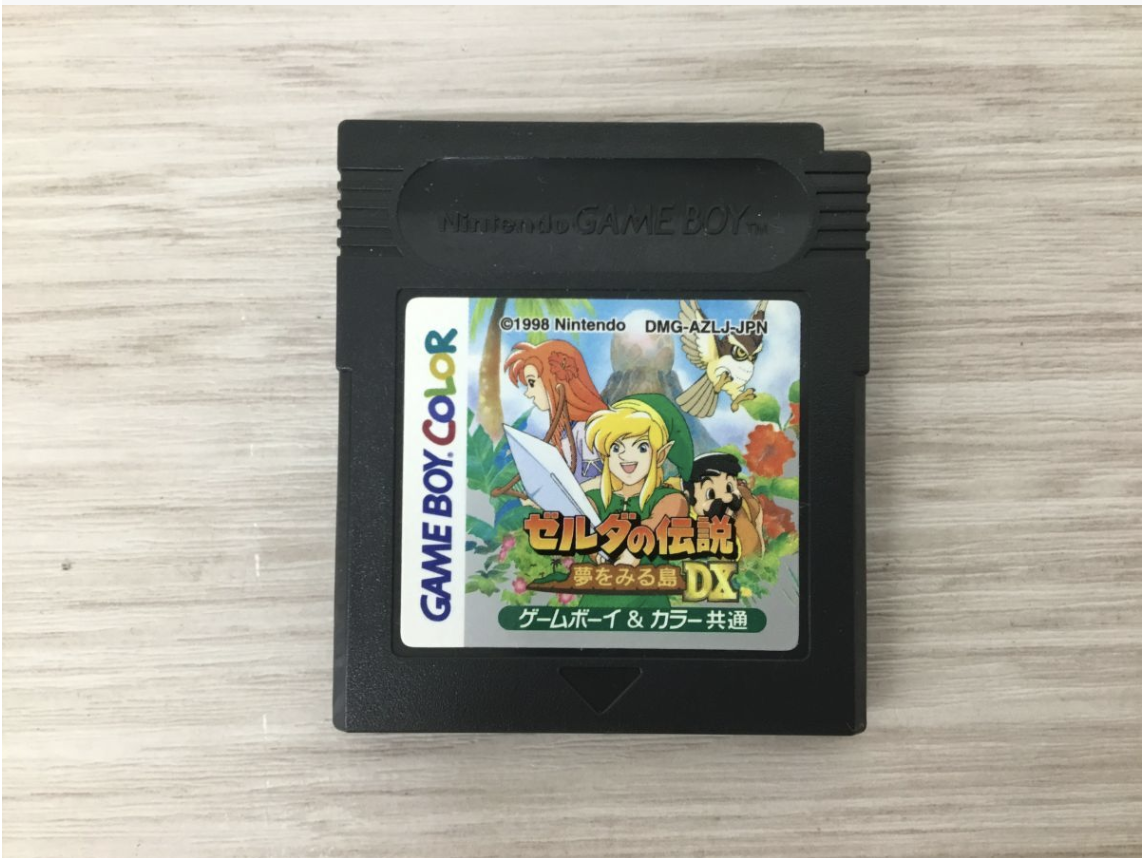 Nintendo GAME BOY™
©1998 Nintendo DMG-AZLJ-JPN
GAME BOY COLOR
ゼルダの伝説
夢をみる島 DX
ゲームボーイ & カラー共通